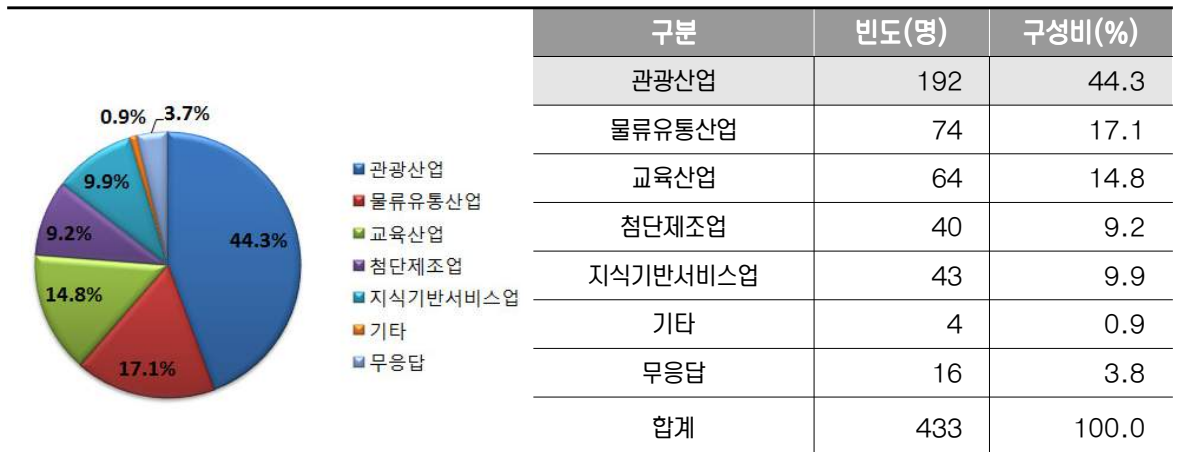 0.9% 3.7%
9.9%
9.2%
44.3%
14.8%
17.1%
관광산업
물류유통산업
교육산업
첨단제조업
지식기반서비스업
기타
무응답
구분 빈도(명) 구성비(%)
관광산업 192 44.3
물류유통산업 74 17.1
교육산업 64 14.8
첨단제조업 40 9.2
지식기반서비스업 43 9.9
기타 4 0.9
무응답 16 3.8
합계 433 100.0